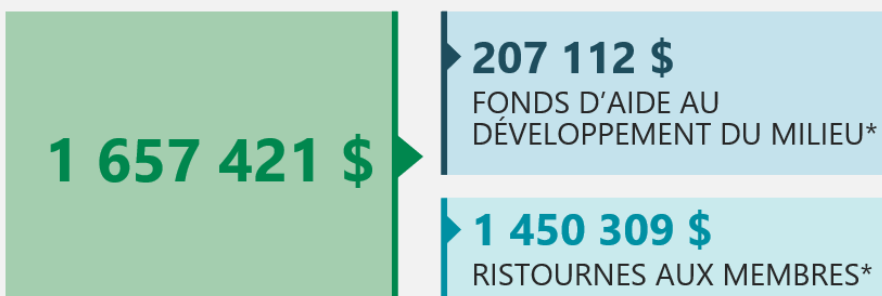 1 657 421 $
207 112 $
FONDS D’AIDE AU
DÉVELOPPEMENT DU MILIEU*
1 450 309 $
RISTOURNES AUX MEMBRES*